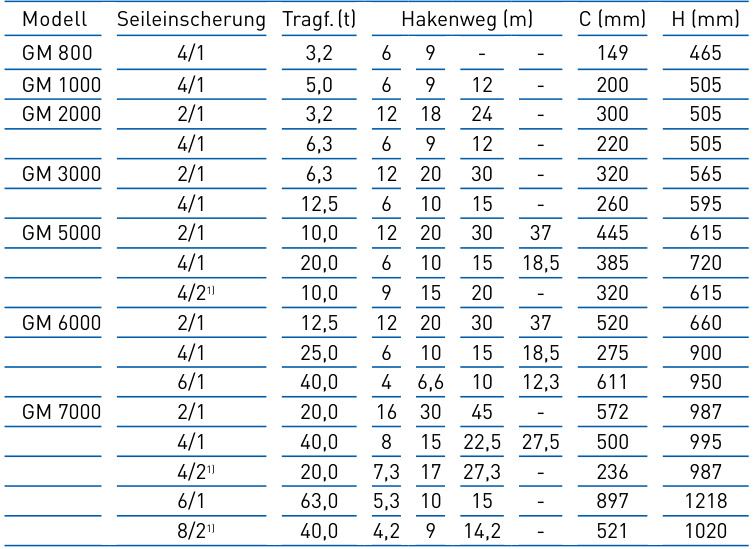 Modell Seileinscherung Tragf. (t) Hakenweg (m) C (mm) H (mm)
GM 800 4/1 3,2 6 9 - - 149 465
GM 1000 4/1 5,0 6 9 12 - 200 505
GM 2000 2/1 3,2 12 18 24 - 300 505
4/1 6,3 6 9 12 - 220 505
GM 3000 2/1 6,3 12 20 30 - 320 565
4/1 12,5 6 10 15 - 260 595
GM 5000 2/1 10,0 12 20 30 37 445 615
4/1 20,0 6 10 15 18,5 385 720
4/2¹⁾ 10,0 9 15 20 - 320 615
GM 6000 2/1 12,5 12 20 30 37 520 660
4/1 25,0 6 10 15 18,5 275 900
6/1 40,0 4 6,6 10 12,3 611 950
GM 7000 2/1 20,0 16 30 45 - 572 987
4/1 40,0 8 15 22,5 27,5 500 995
4/2¹⁾ 20,0 7,3 17 27,3 - 236 987
6/1 63,0 5,3 10 15 - 897 1218
8/2¹⁾ 40,0 4,2 9 14,2 - 521 1020